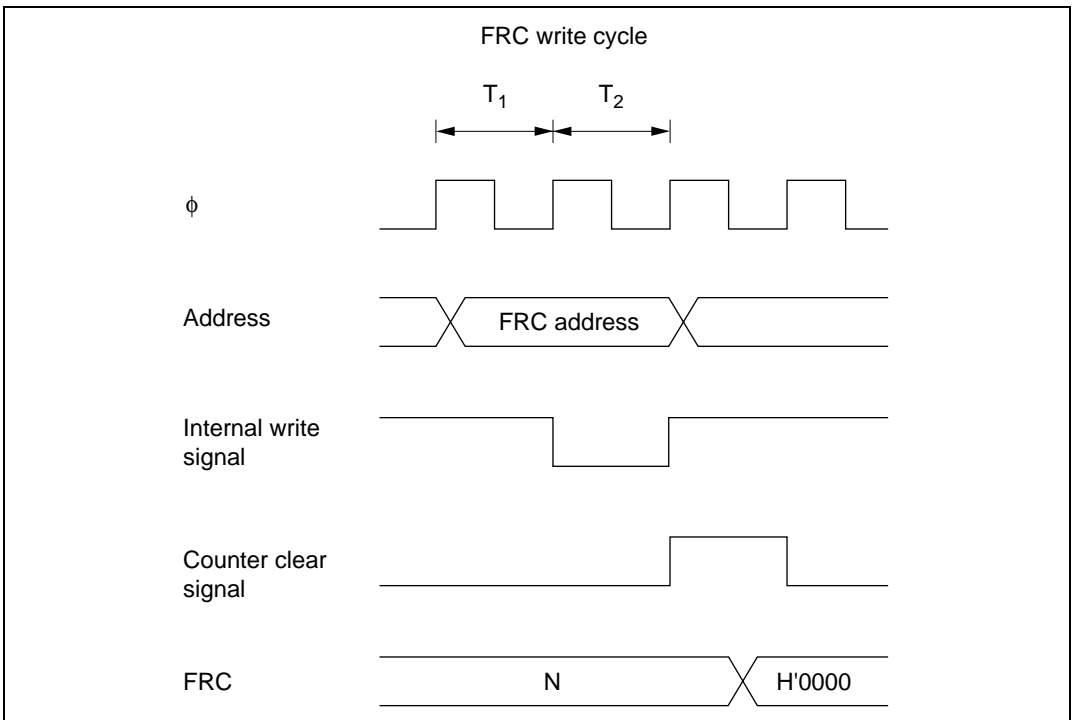 FRC write cycle
T1 T2
ϕ
Address
FRC address
Internal write
signal
Counter clear
signal
FRC
N
H'0000